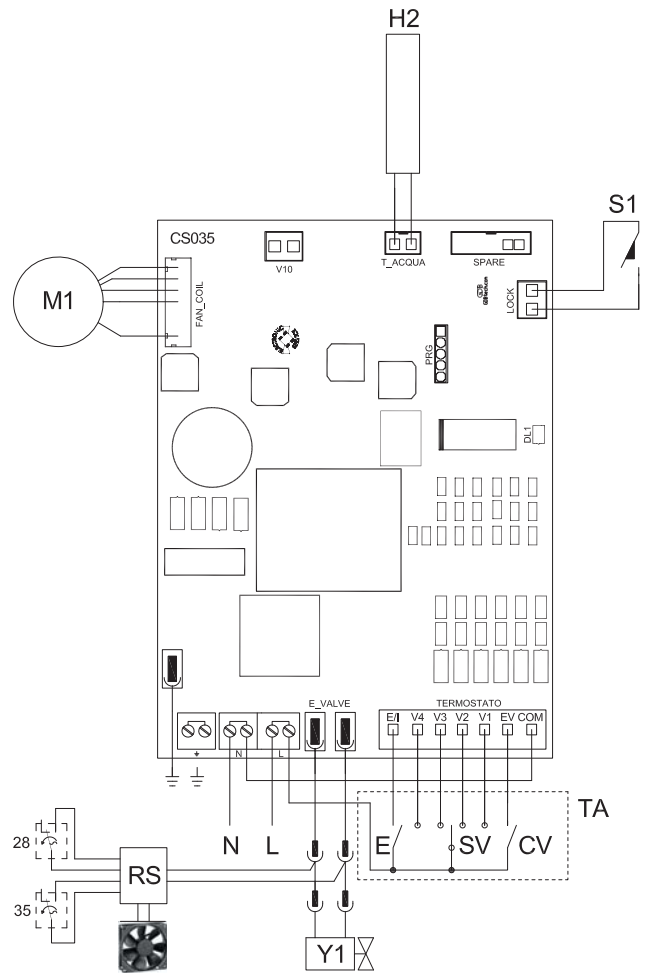 H2
S1
CS035
V10
T_ACQUA
SPARE
LOCK
M1
FAN_COIL
PRG
DL1
E_VALVE
TERMOSTATO
E/I V4 V3 V2 V1 EV COM
N L
TA
N L E SV CV
28
RS
35
Y1